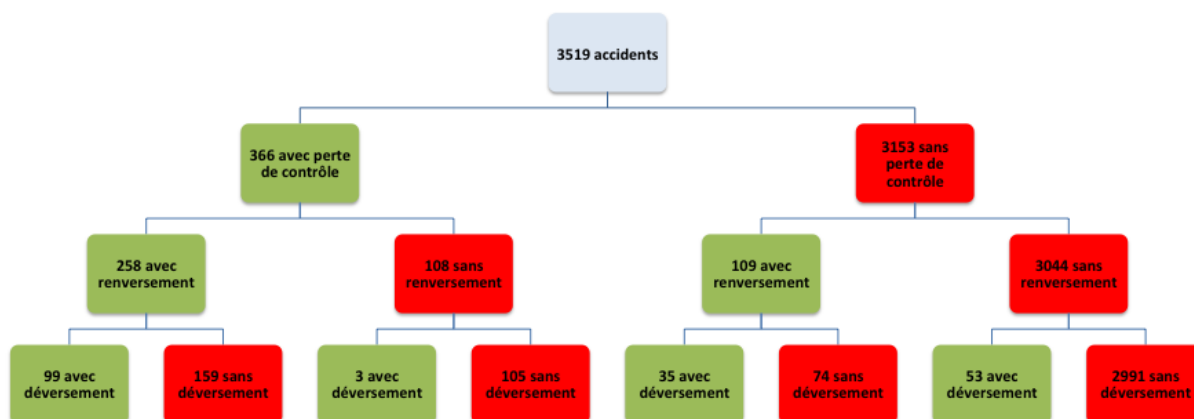 3519 accidents
366 avec perte
de contrôle
3153 sans
perte de
contrôle
258 avec
renversement
108 sans
renversement
109 avec
renversement
3044 sans
renversement
99 avec
déversement
159 sans
déversement
3 avec
déversement
105 sans
déversement
35 avec
déversement
74 sans
déversement
53 avec
déversement
2991 sans
déversement